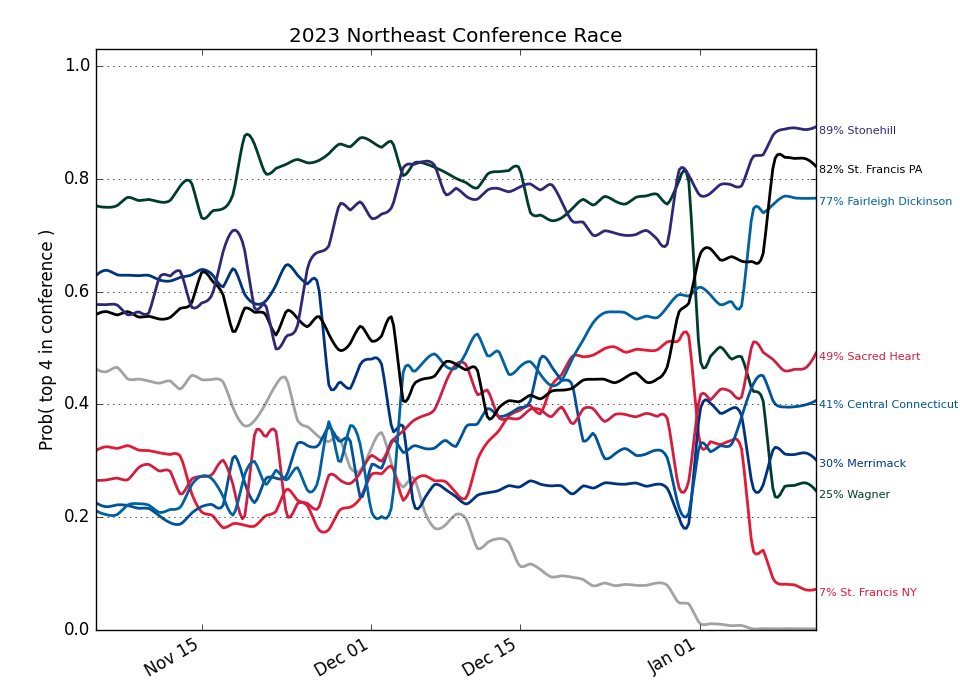 2023 Northeast Conference Race
Prob( top 4 in conference )
1.0
0.8
0.6
0.4
0.2
0.0
Nov 15
Dec 01
Dec 15
Jan 01
89% Stonehill
82% St. Francis PA
77% Fairleigh Dickinson
49% Sacred Heart
41% Central Connecticut
30% Merrimack
25% Wagner
7% St. Francis NY